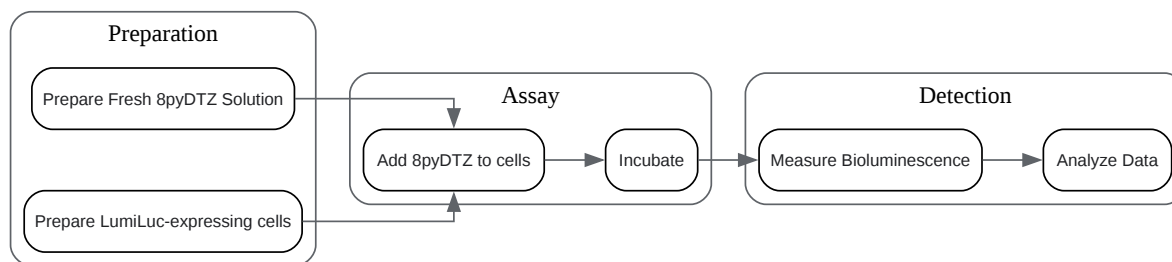 Preparation
Prepare Fresh 8pyDTZ Solution
Prepare LumiLuc-expressing cells
Assay
Add 8pyDTZ to cells
Incubate
Detection
Measure Bioluminescence
Analyze Data